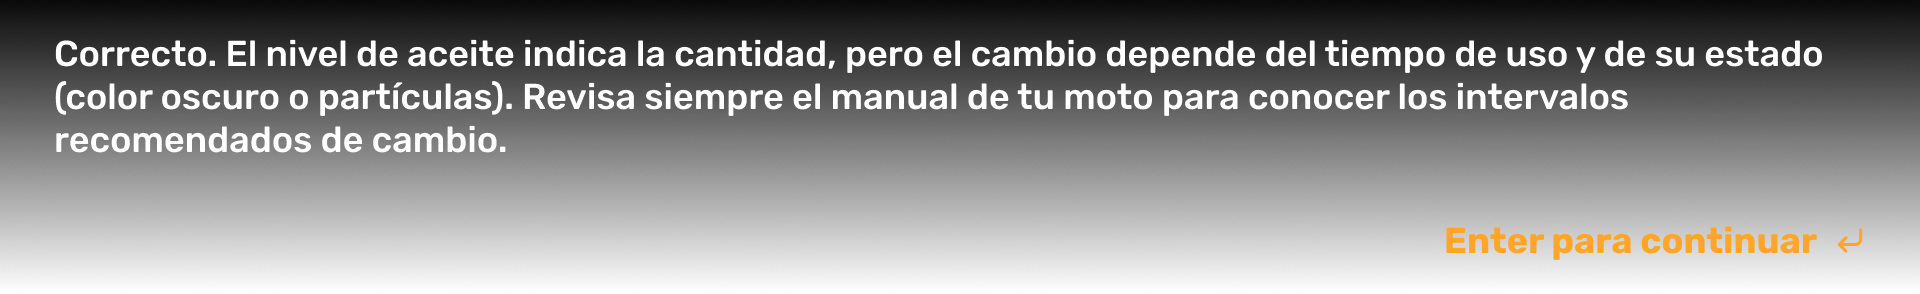 Correcto. El nivel de aceite indica la cantidad, pero el cambio depende del tiempo de uso y de su estado
(color oscuro o partículas). Revisa siempre el manual de tu moto para conocer los intervalos
recomendados de cambio.
Enter para continuar